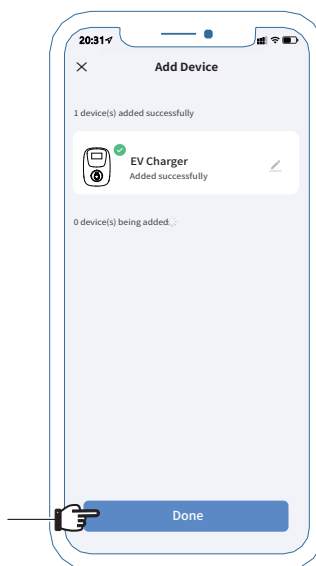 20:31
Add Device
1 device(s) added successfully
EV Charger
Added successfully
0 device(s) being added
Done